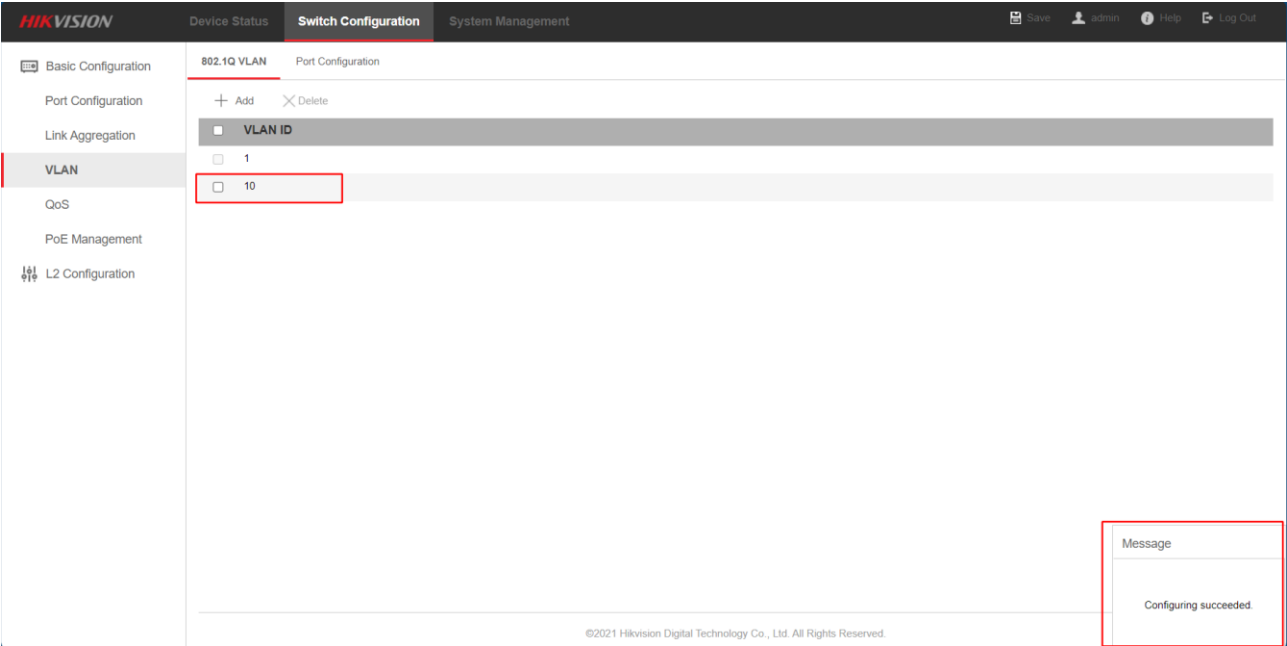 HIKVISION Device Status Switch Configuration System Management Save admin Help Log Out
Basic Configuration
Port Configuration
Link Aggregation
VLAN
QoS
PoE Management
L2 Configuration
802.1Q VLAN Port Configuration
Add Delete
VLAN ID
1
10
Message
Configuring succeeded.
©2021 Hikvision Digital Technology Co., Ltd. All Rights Reserved.